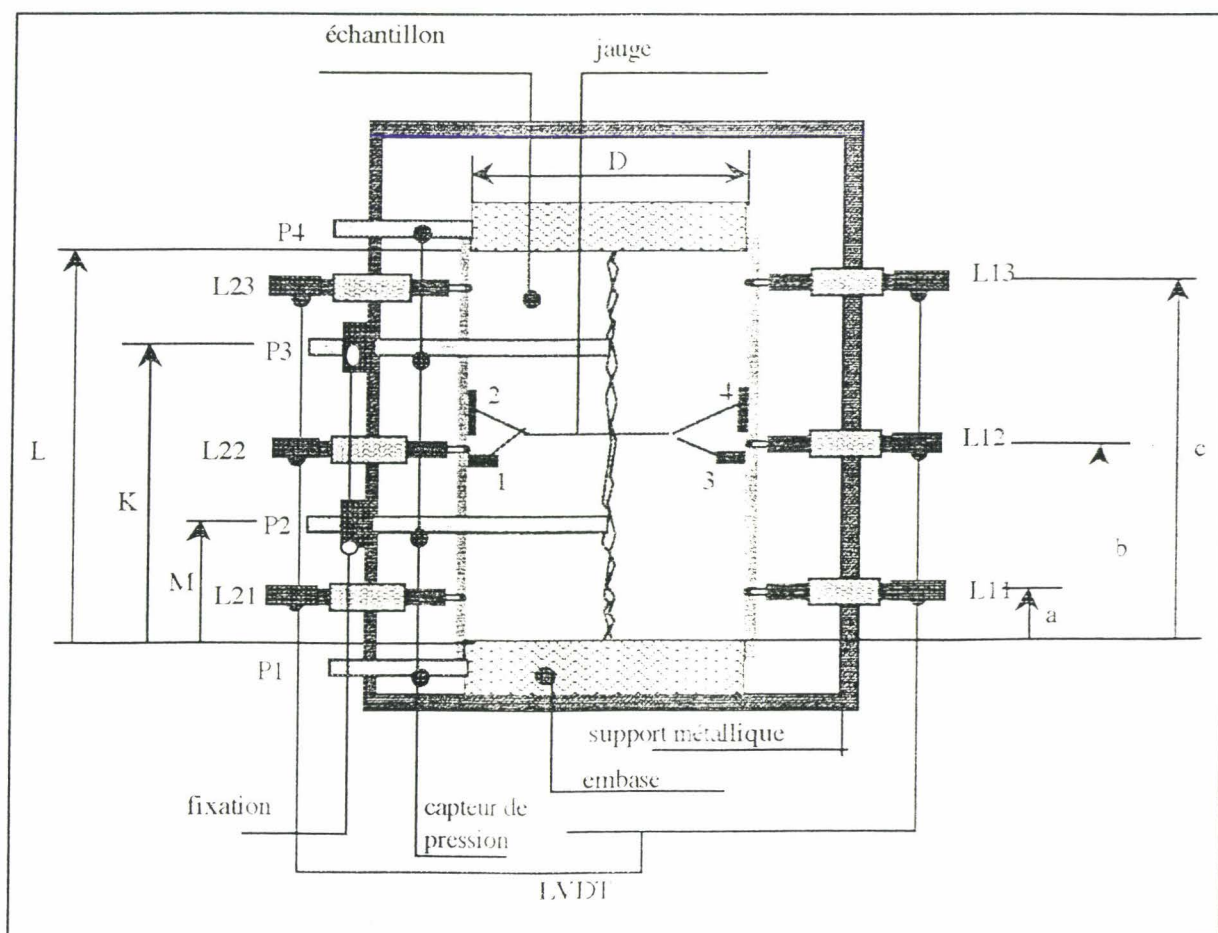 échantillon
jauge
D
P4
L23
L13
P3
2
4
L
L22
L12
c
1
3
K
P2
b
M
L21
L11
a
P1
support métallique
embase
fixation
capteur de
pression
LVDT